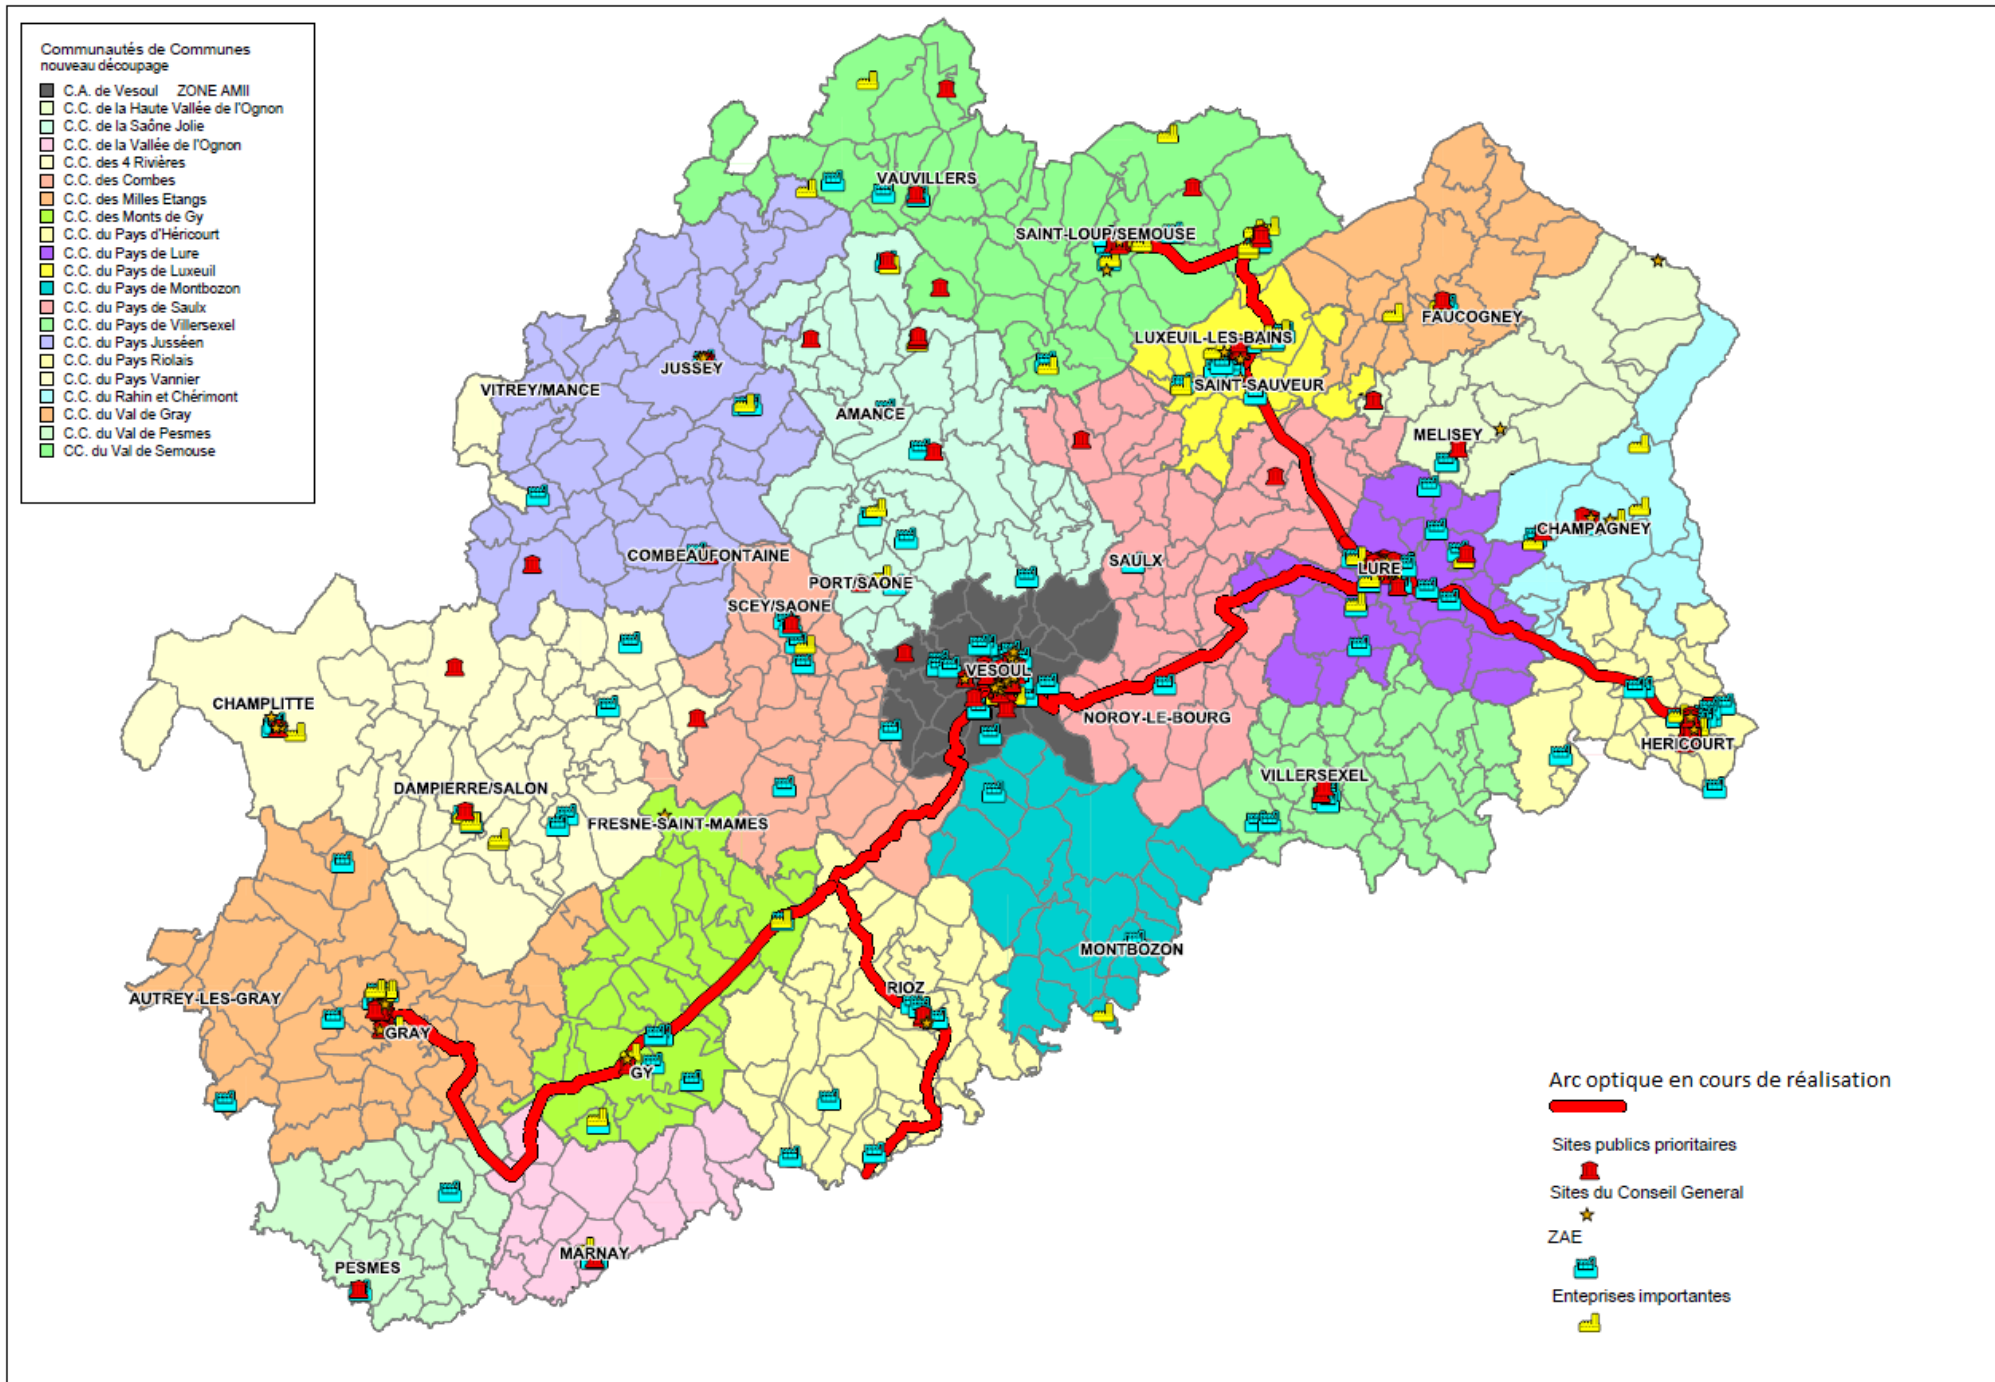 Communautés de Communes
nouveau découpage
C.A. de Vesoul ZONE AMII
C.C. de la Haute Vallée de l'Ognon
C.C. de la Saône Jolie
C.C. de la Vallée de l'Ognon
C.C. des 4 Rivières
C.C. des Combes
C.C. des Milles Etangs
C.C. des Monts de Gy
C.C. du Pays d'Héricourt
C.C. du Pays de Lure
C.C. du Pays de Luxeuil
C.C. du Pays de Montbozon
C.C. du Pays de Saulx
C.C. du Pays de Villersexel
C.C. du Pays Jusséen
C.C. du Pays Riolais
C.C. du Pays Vannier
C.C. du Rahin et Chérimont
C.C. du Val de Gray
C.C. du Val de Pesmes
CC. du Val de Semouse
VAUVILLERS
SAINT-LOUP/SEMOUSE
FAUCOGNEY
LUXEUIL-LES-BAINS
JUSSEY
VITREY/MANCE
SAINT-SAUVEUR
AMANCE
MELISEY
CHAMPAGNEY
COMBEAUFONTAINE
SAULX
LURE
PORT/SAONE
SCEY/SAONE
VESOUL
CHAMPLITTE
NOROY-LE-BOURG
HERICOURT
VILLERSEXEL
DAMPIERRE/SALON
FRESNE-SAINT-MAMES
MONTBOZON
RIOZ
AUTREY-LES-GRAY
GRAY
GY
MARNAY
PESMES
Arc optique en cours de réalisation
Sites publics prioritaires
Sites du Conseil General
ZAE
Enteprises importantes